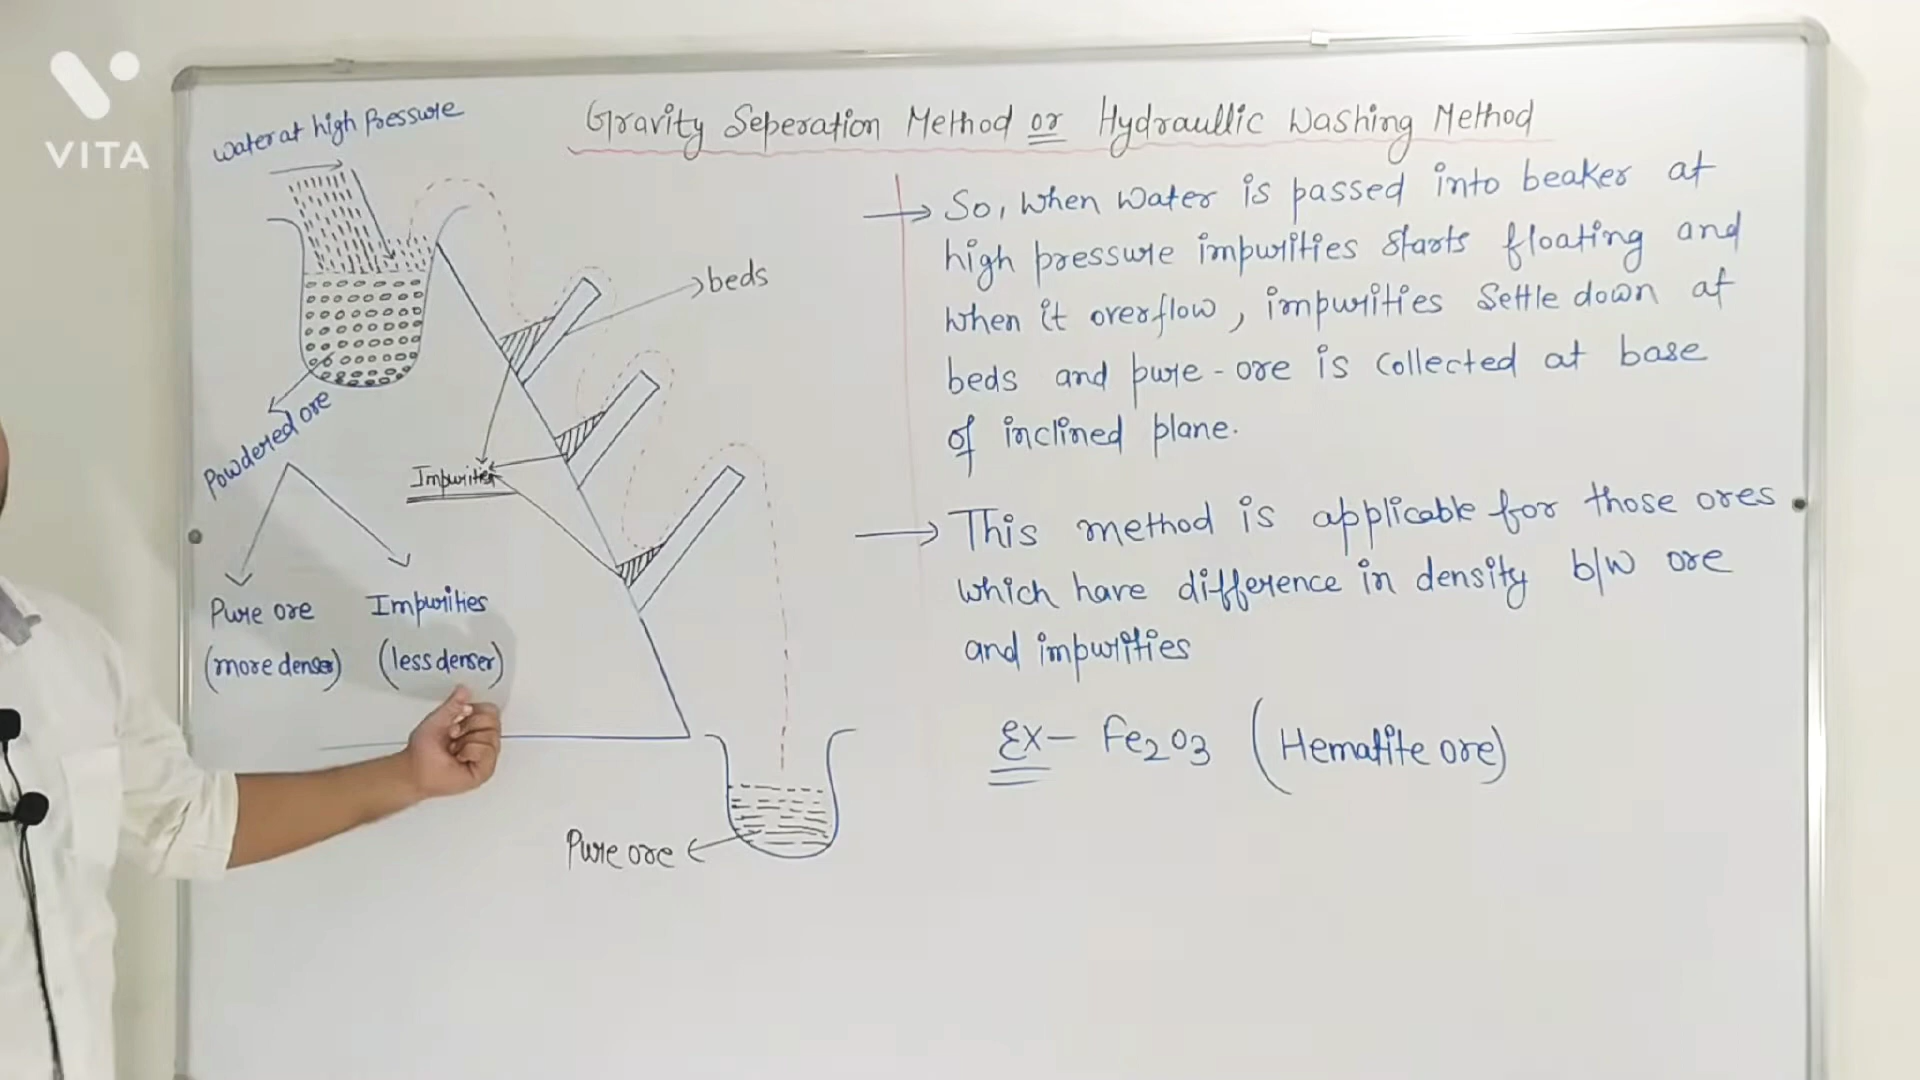 VITA
Water at high Pressure
Gravity Seperation Method or Hydraullic Washing Method
beds
Powdered ore
Impurities
Pure ore
(more denser)
Impurities
(less denser)
Pure ore
→ So, when water is passed into beaker at
high pressure impurities starts floating and
when it overflow, impurities settle down at
beds and pure-ore is collected at base
of inclined plane.
→ This method is applicable for those ores
which have difference in density b/w ore
and impurities
Ex- Fe2O3 (Hematite ore)